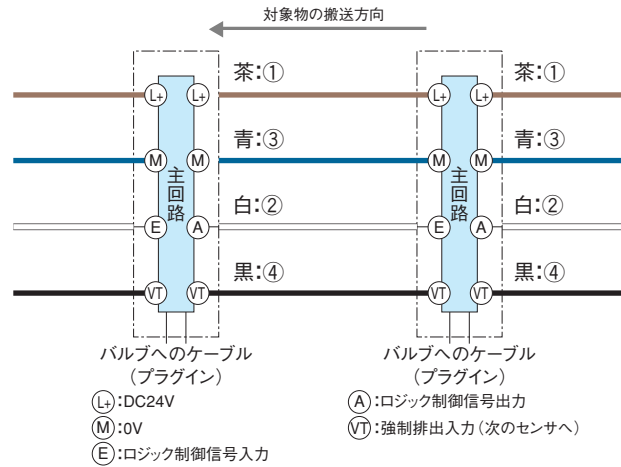 対象物の搬送方向
茶:① 茶:①
L+ L+ L+ L+
青:③ 青:③
M M M M
主回路 主回路
白:② 白:②
E A E A
黒:④ 黒:④
VT VT VT VT
バルブへのケーブル バルブへのケーブル
(プラグイン) (プラグイン)
L+:DC24V A:ロジック制御信号出力
M:0V VT:強制排出入力(次のセンサへ)
E:ロジック制御信号入力